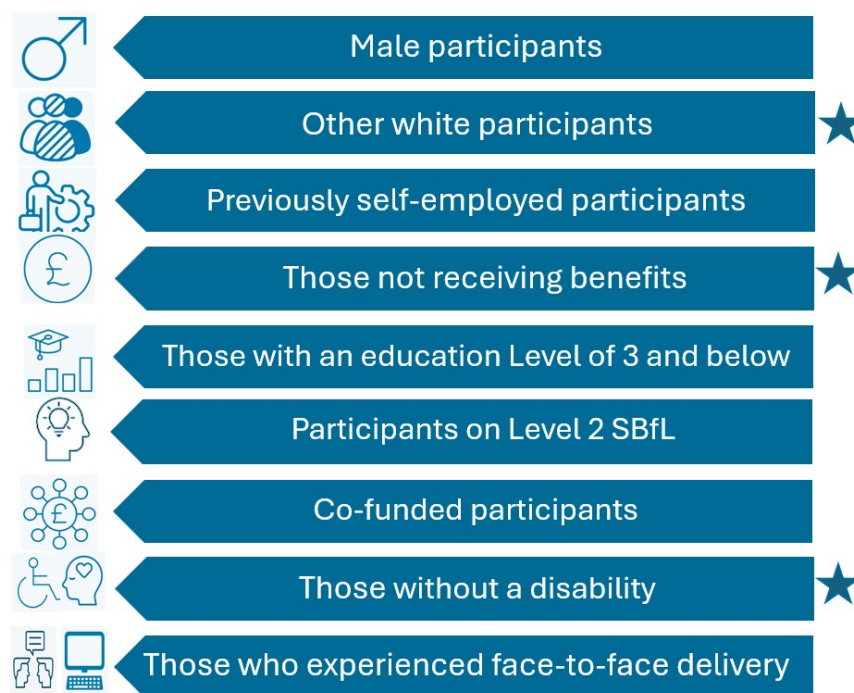 Male participants
Other white participants
Previously self-employed participants
£
Those not receiving benefits
Those with an education Level of 3 and below
Participants on Level 2 SBfL
£
Co-funded participants
Those without a disability
Those who experienced face-to-face delivery